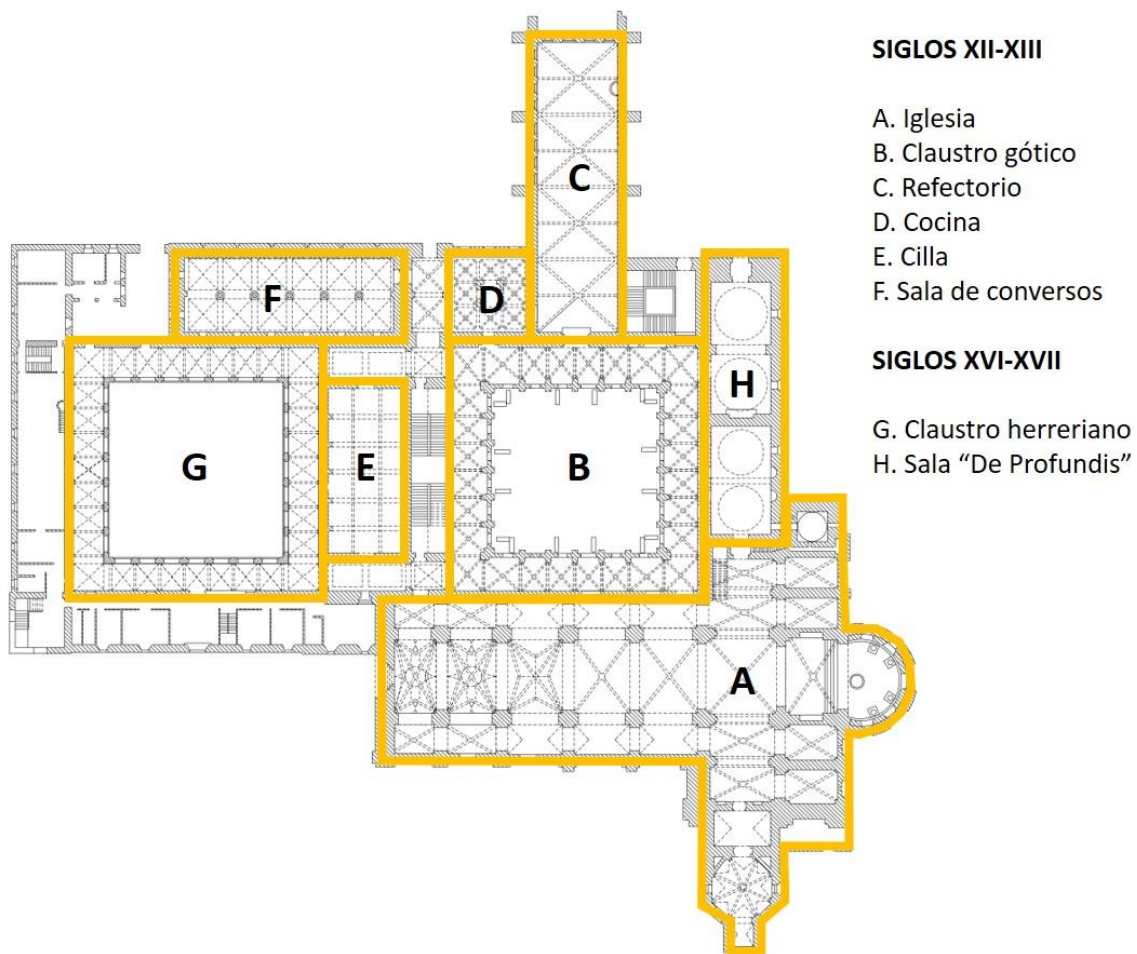 SIGLOS XII-XIII
A. Iglesia
B. Claustro gótico
C. Refectorio
D. Cocina
E. Cilla
F. Sala de conversos
SIGLOS XVI-XVII
G. Claustro herreriano
H. Sala “De Profundis”
C
F
D
H
G
E
B
A